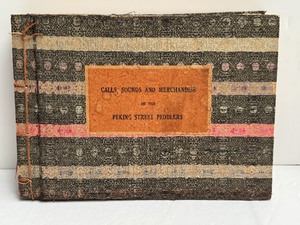 CALLS, SOUNDS AND MERCHANDISE
OF THE
PEKING STREET PEDDLERS